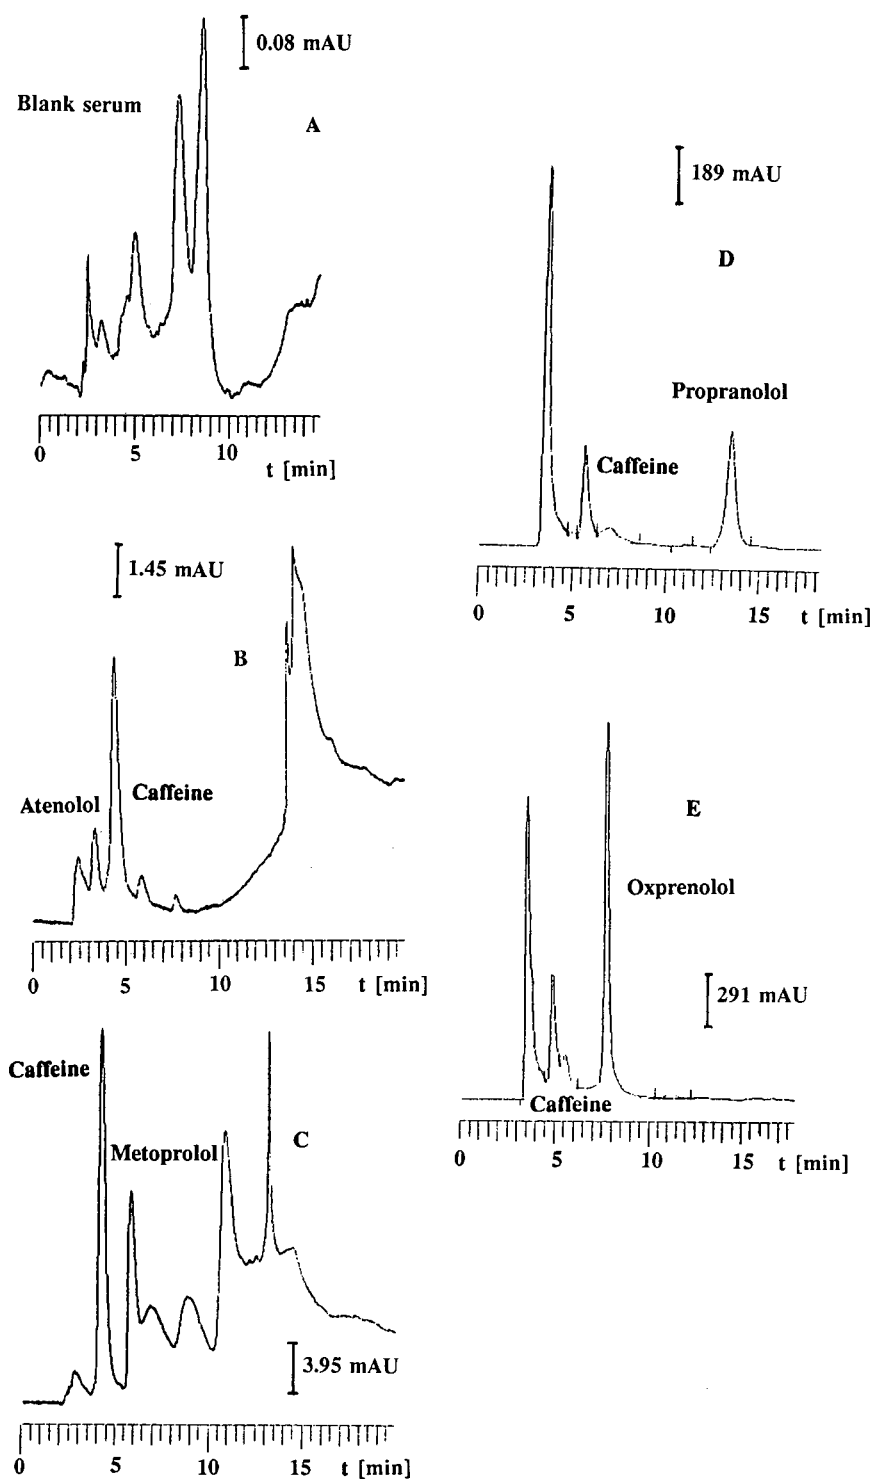 0.08 mAU
Blank serum
A
0 5 10
t [min]
1.45 mAU
B
Atenolol
Caffeine
0 5 10 15 t [min]
Caffeine
Metoprolol
C
3.95 mAU
0 5 10 15 t [min]
189 mAU
D
Propranolol
Caffeine
0 5 10 15 t [min]
E
Oxprenolol
291 mAU
Caffeine
0 5 10 15 t [min]